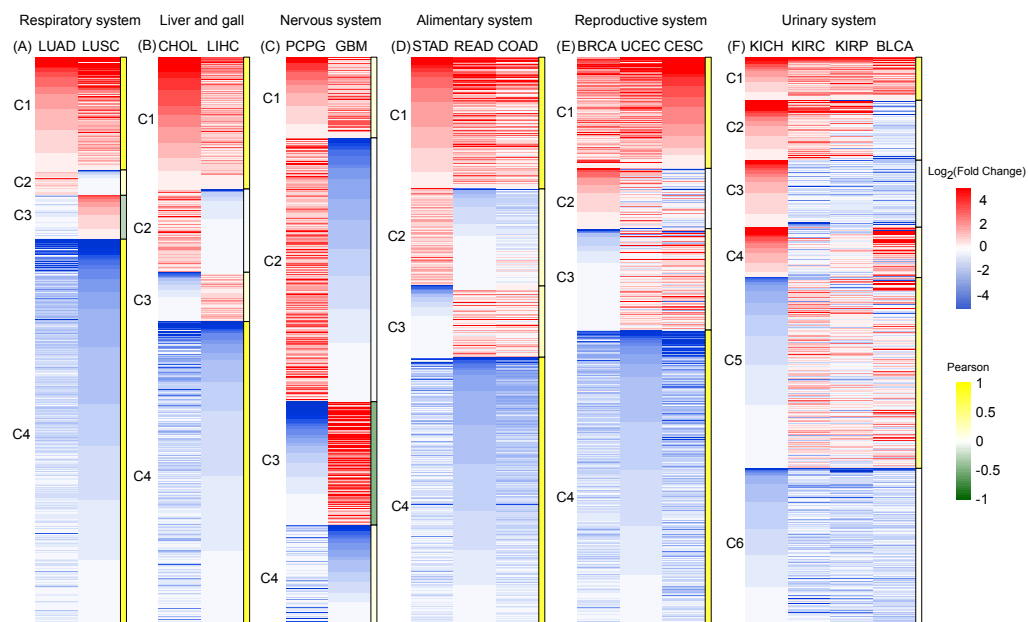 Respiratory system Liver and gall Nervous system Alimentary system Reproductive system Urinary system
(A) LUAD LUSC (B) CHOL LIHC (C) PCPG GBM (D) STAD READ COAD (E) BRCA UCEC CESC (F) KICH KIRC KIRP BLCA
C1
C2
C3
C4
C1
C2
C3
C4
C1
C2
C3
C4
C1
C2
C3
C4
C1
C2
C3
C4
C1
C2
C3
C4
C5
C6
Log2(Fold Change)
4
2
0
-2
-4
Pearson
1
0.5
0
-0.5
-1